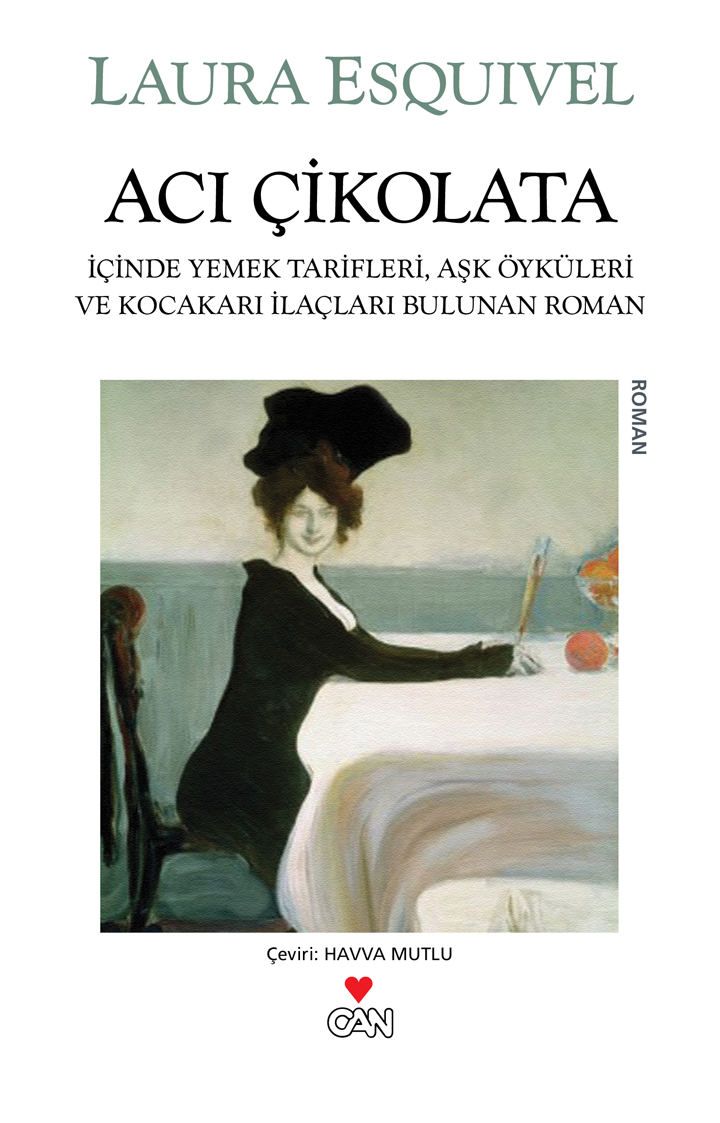 LAURA ESQUIVEL
ACI ÇİKOLATA
İÇİNDE YEMEK TARİFLERİ, AŞK ÖYKÜLERİ
VE KOCAKARI İLAÇLARI BULUNAN ROMAN
ROMAN
Çeviri: HAVVA MUTLU
CAN